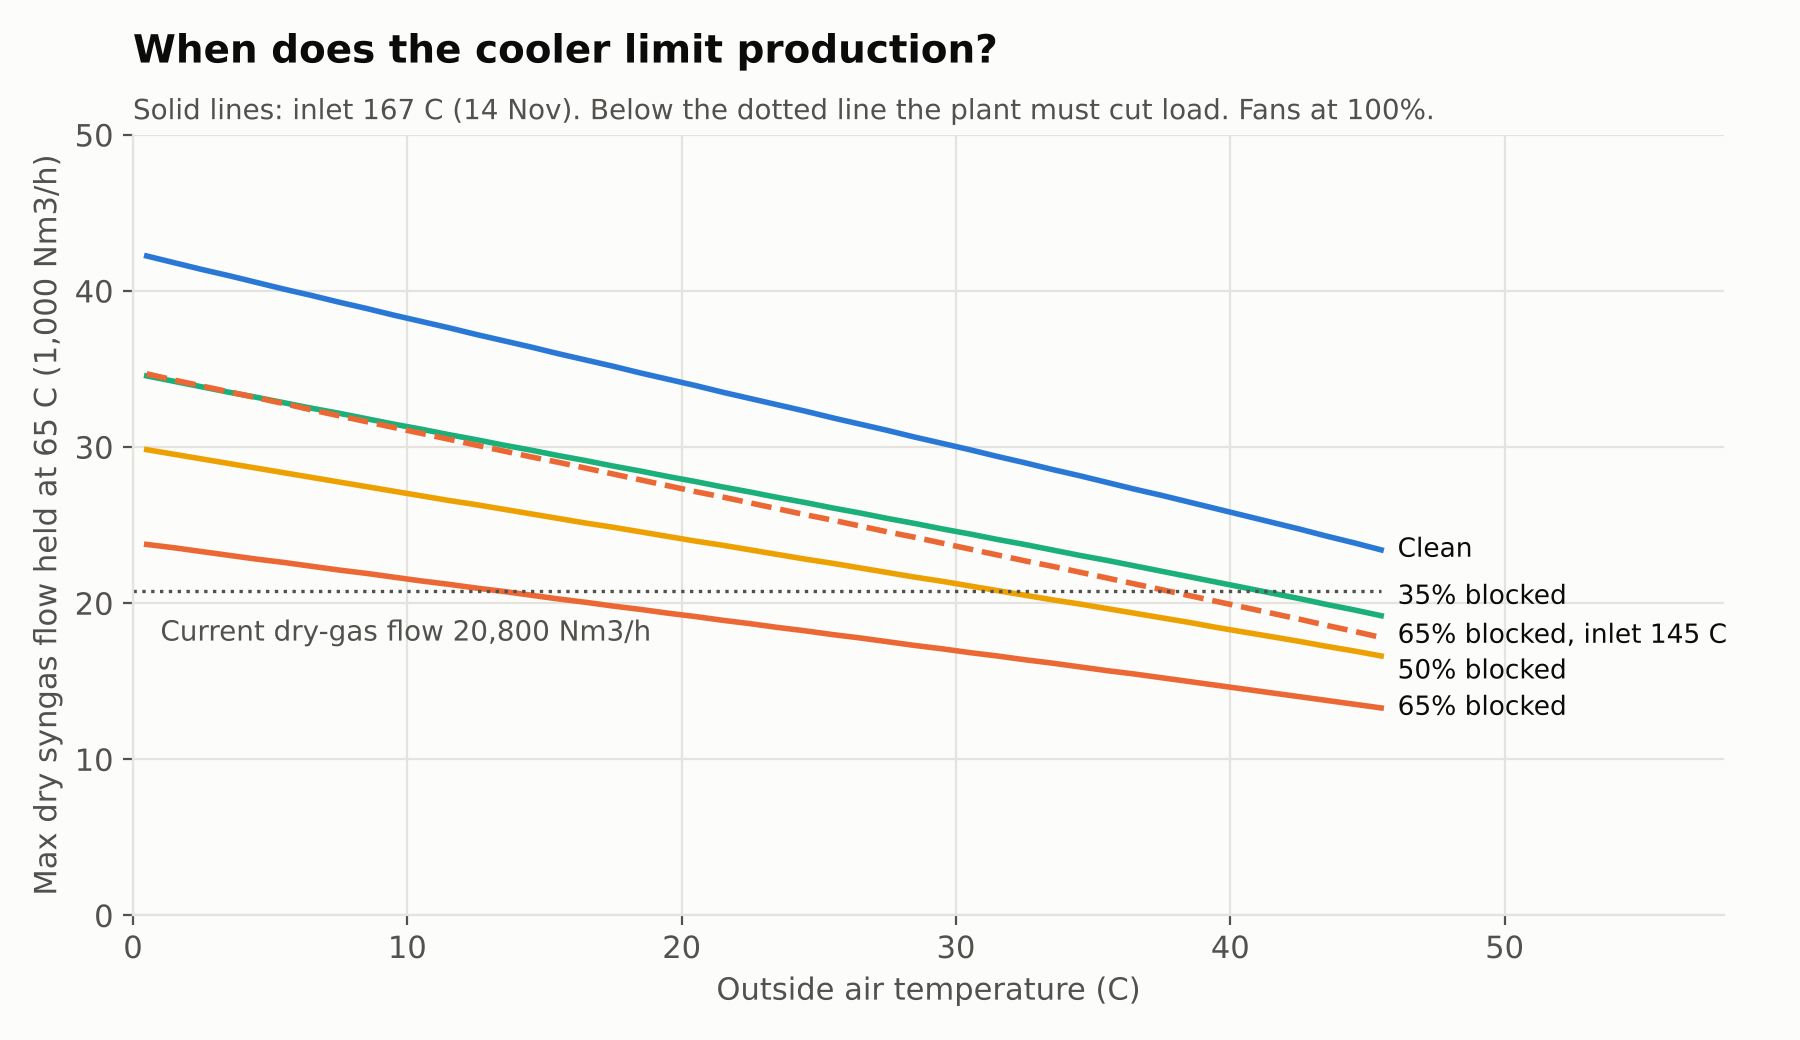 When does the cooler limit production?
Solid lines: inlet 167 C (14 Nov). Below the dotted line the plant must cut load. Fans at 100%.
Max dry syngas flow held at 65 C (1,000 Nm3/h)
50
40
30
20
10
0
Clean
35% blocked
65% blocked, inlet 145 C
50% blocked
65% blocked
Current dry-gas flow 20,800 Nm3/h
0
10
20
30
40
50
Outside air temperature (C)